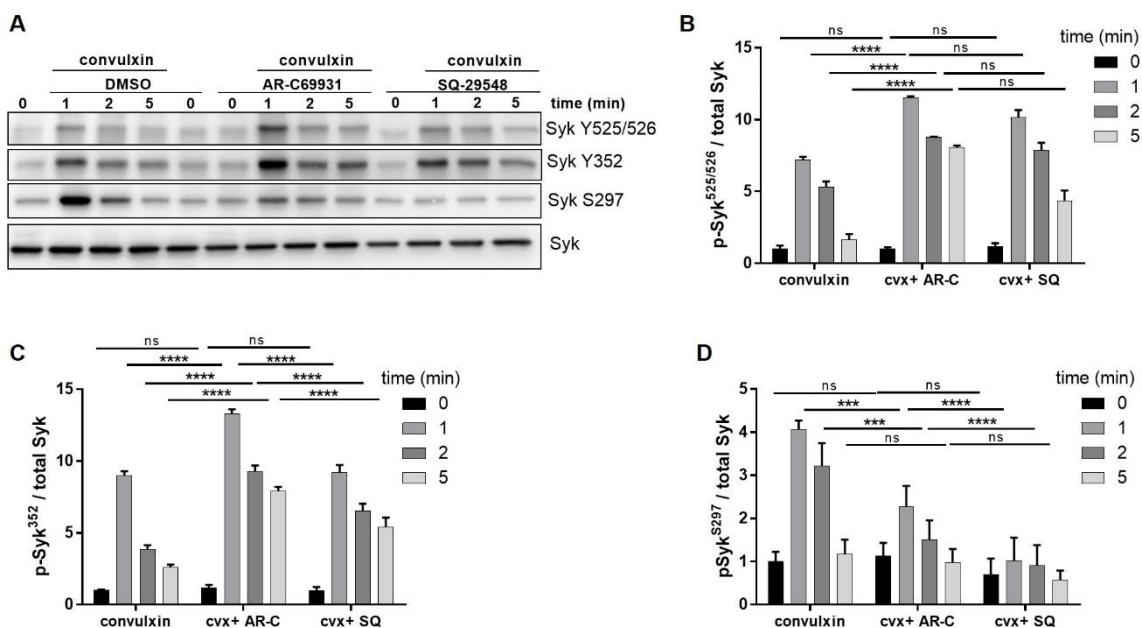 A
convulxin convulxin convulxin
DMSO AR-C69931 SQ-29548
0 1 2 5 0 0 1 2 5 0 1 2 5 time (min)
Syk Y525/526
Syk Y352
Syk S297
Syk
B
ns ns
**** ns
**** ns
**** ns
time (min)
0
1
2
5
15
10
5
0
p-Syk525/526 / total Syk
convulxin cvx+ AR-C cvx+ SQ
C
ns ns
**** ****
**** ****
**** ****
time (min)
0
1
2
5
15
10
5
0
p-Syk352 / total Syk
convulxin cvx+ AR-C cvx+ SQ
D
ns ns
*** ****
*** ****
ns ns
time (min)
0
1
2
5
5
4
3
2
1
0
pSykS297 / total Syk
convulxin cvx+ AR-C cvx+ SQ